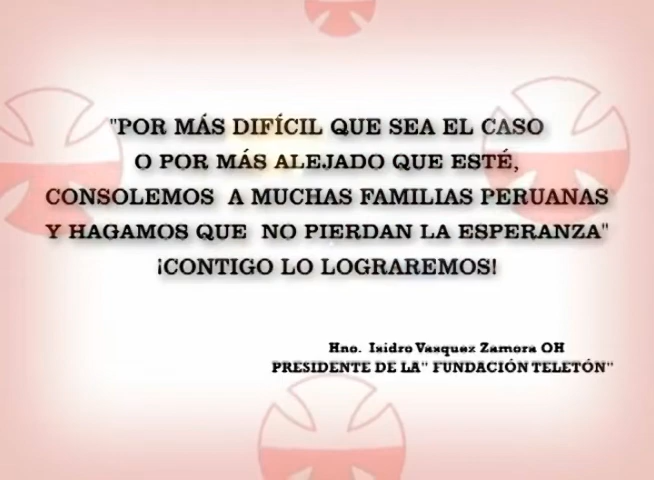 "POR MÁS DIFÍCIL QUE SEA EL CASO
O POR MÁS ALEJADO QUE ESTÉ,
CONSOLEMOS A MUCHAS FAMILIAS PERUANAS
Y HAGAMOS QUE NO PIERDAN LA ESPERANZA"
¡CONTIGO LO LOGRAREMOS!
Hno. Isidro Vasquez Zamora OH
PRESIDENTE DE LA" FUNDACIÓN TELETÓN"